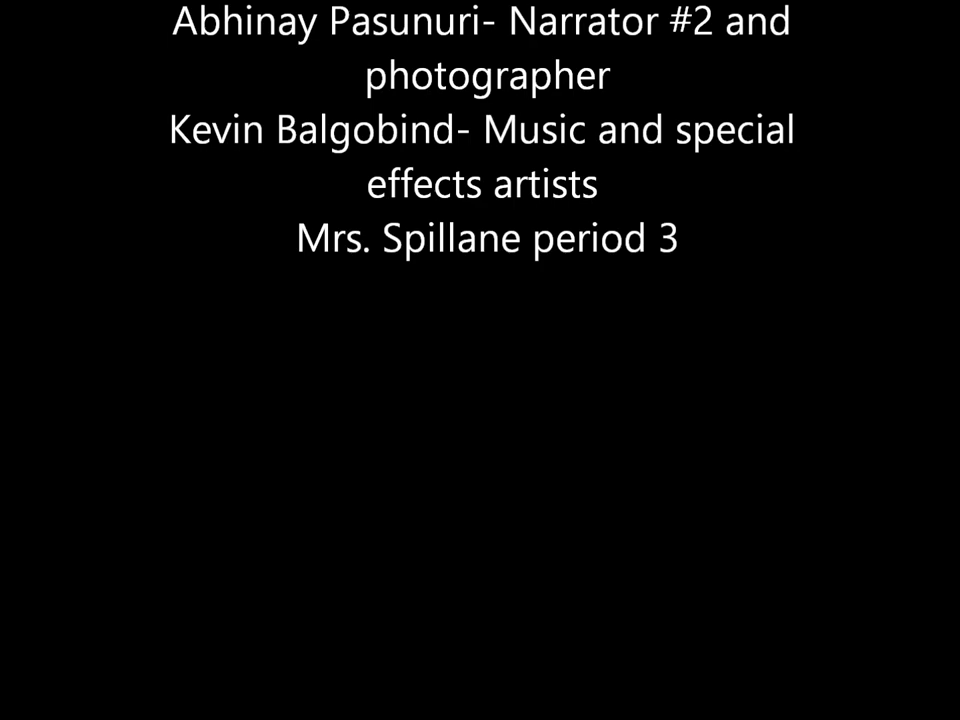 Abhinay Pasunuri- Narrator #2 and
photographer
Kevin Balgobind- Music and special
effects artists
Mrs. Spillane period 3